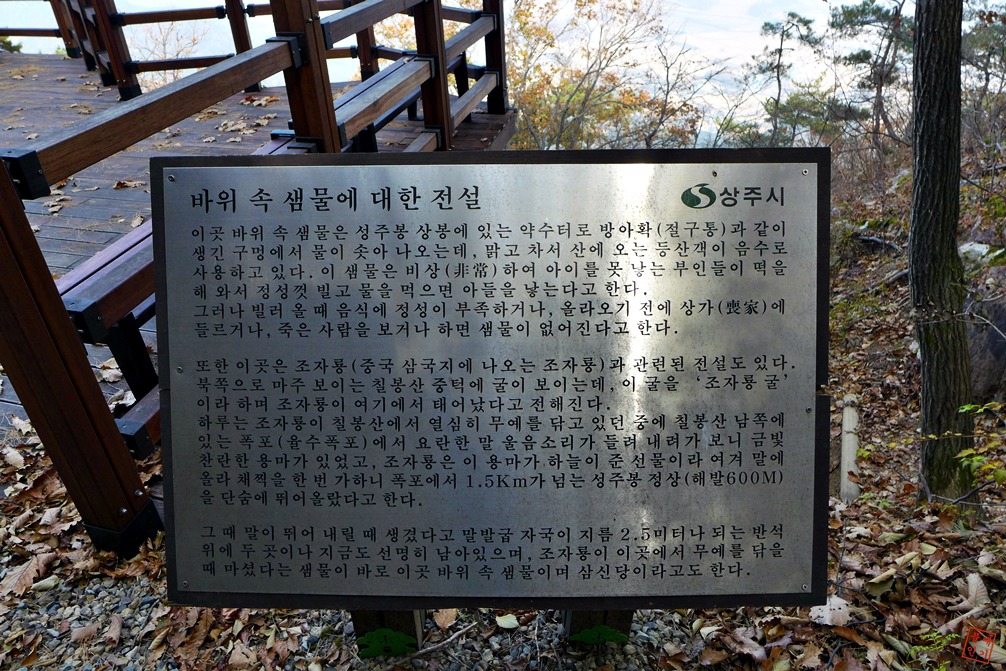 바위 속 샘물에 대한 전설
상주시
이곳 바위 속 샘물은 성주봉 상봉에 있는 약수터로 방아확(절구통)과 같이
생긴 구멍에서 물이 솟아 나오는데, 맑고 차서 산에 오는 등산객이 음수로
사용하고 있다. 이 샘물은 비상(非常)하여 아이를 못 낳는 부인들이 떡을
해 와서 정성껏 빌고 물을 먹으면 아들을 낳는다고 한다.
그러나 빌러 올 때 음식에 정성이 부족하거나, 올라오기 전에 상가(喪家)에
들르거나, 죽은 사람을 보거나 하면 샘물이 없어진다고 한다.
또한 이곳은 조자룡(중국 삼국지에 나오는 조자룡)과 관련된 전설도 있다.
북쪽으로 마주 보이는 칠봉산 중턱에 굴이 보이는데, 이 굴을 '조자룡 굴'
이라 하며 조자룡이 여기에서 태어났다고 전해진다.
하루는 조자룡이 칠봉산에서 열심히 무예를 닦고 있던 중에 칠봉산 남쪽에
있는 폭포(율수폭포)에서 요란한 말 울음소리가 들려 내려가 보니 금빛
찬란한 용마가 있었고, 조자룡은 이 용마가 하늘이 준 선물이라 여겨 말에
올라 채찍을 한 번 가하니 폭포에서 1.5Km가 넘는 성주봉 정상(해발600M)
을 단숨에 뛰어올랐다고 한다.
그 때 말이 뛰어 내릴 때 생겼다고 말발굽 자국이 지름 2.5미터나 되는 반석
위에 두 곳이나 지금도 선명히 남아있으며, 조자룡이 이곳에서 무예를 닦을
때 마셨다는 샘물이 바로 이곳 바위 속 샘물이며 삼신당이라고도 한다.